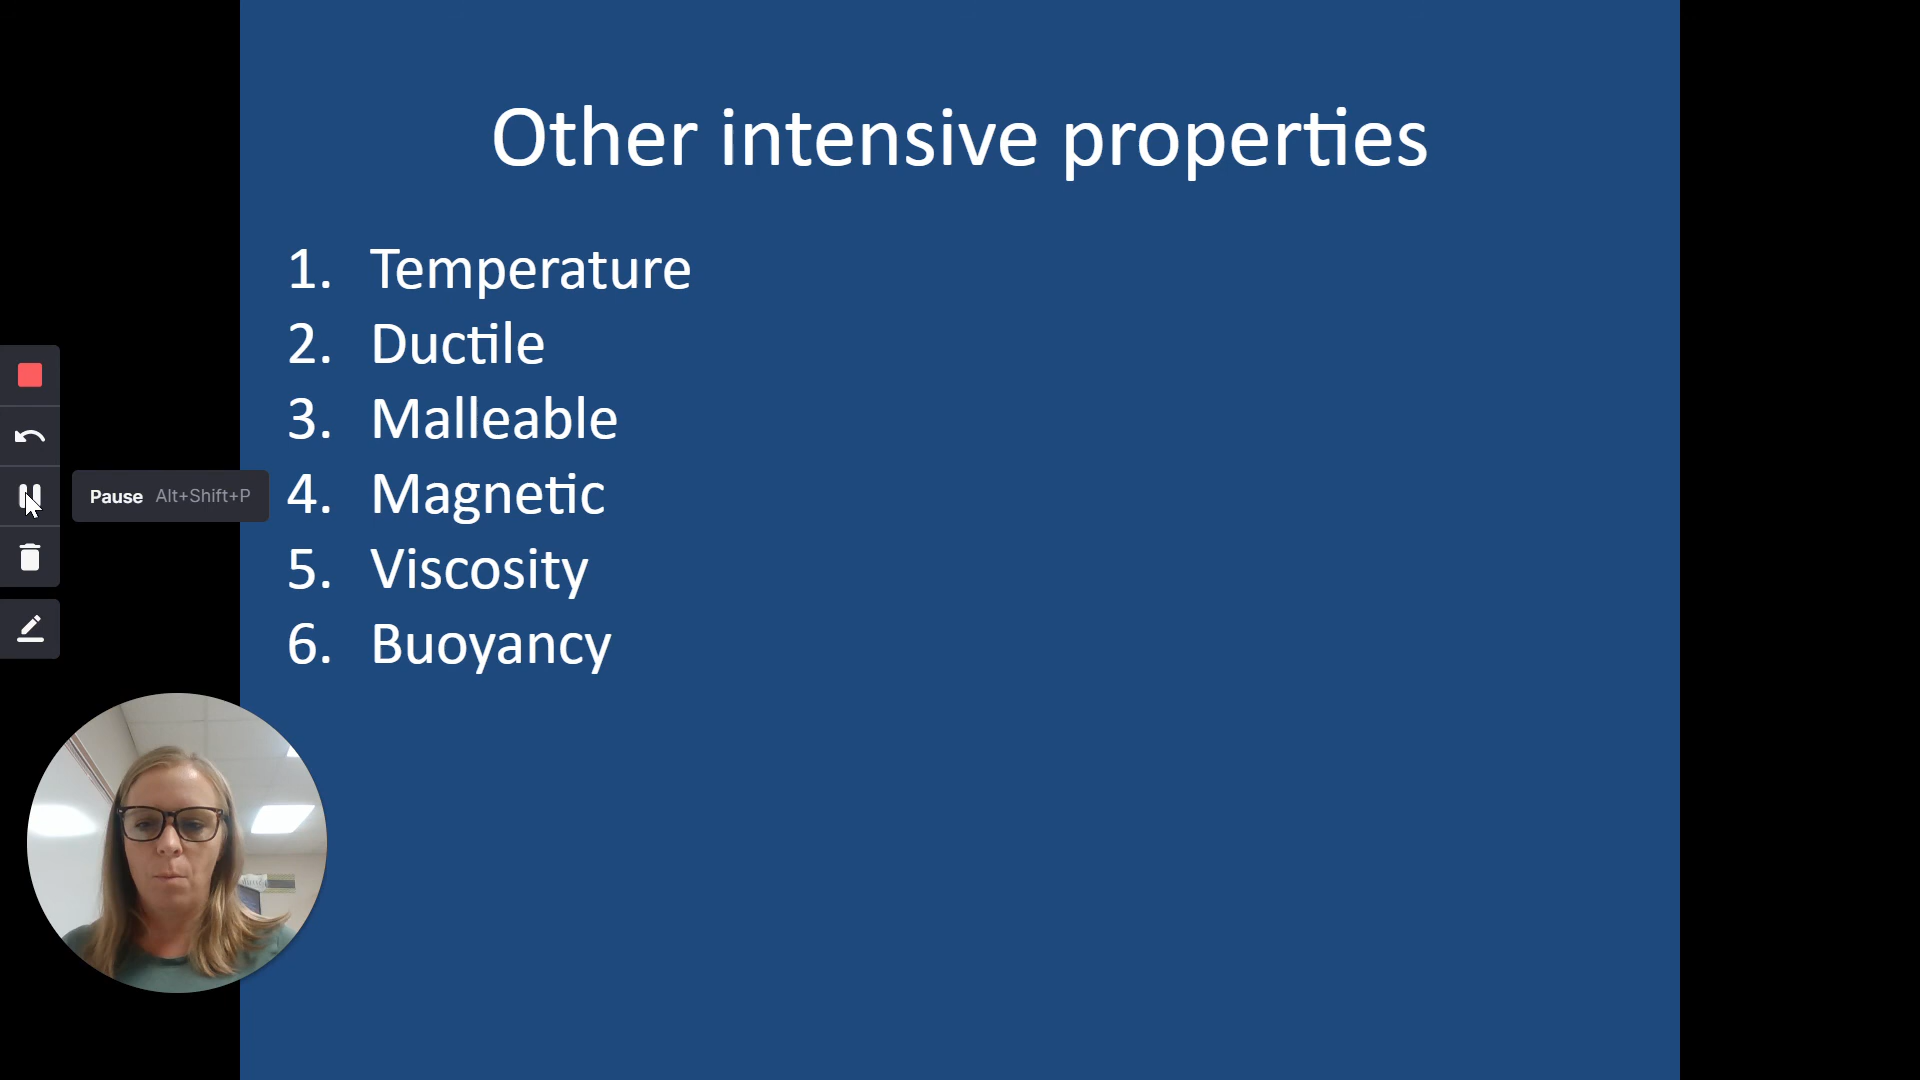 Other intensive properties
1. Temperature
2. Ductile
3. Malleable
4. Magnetic
5. Viscosity
6. Buoyancy
Pause Alt+Shift+P